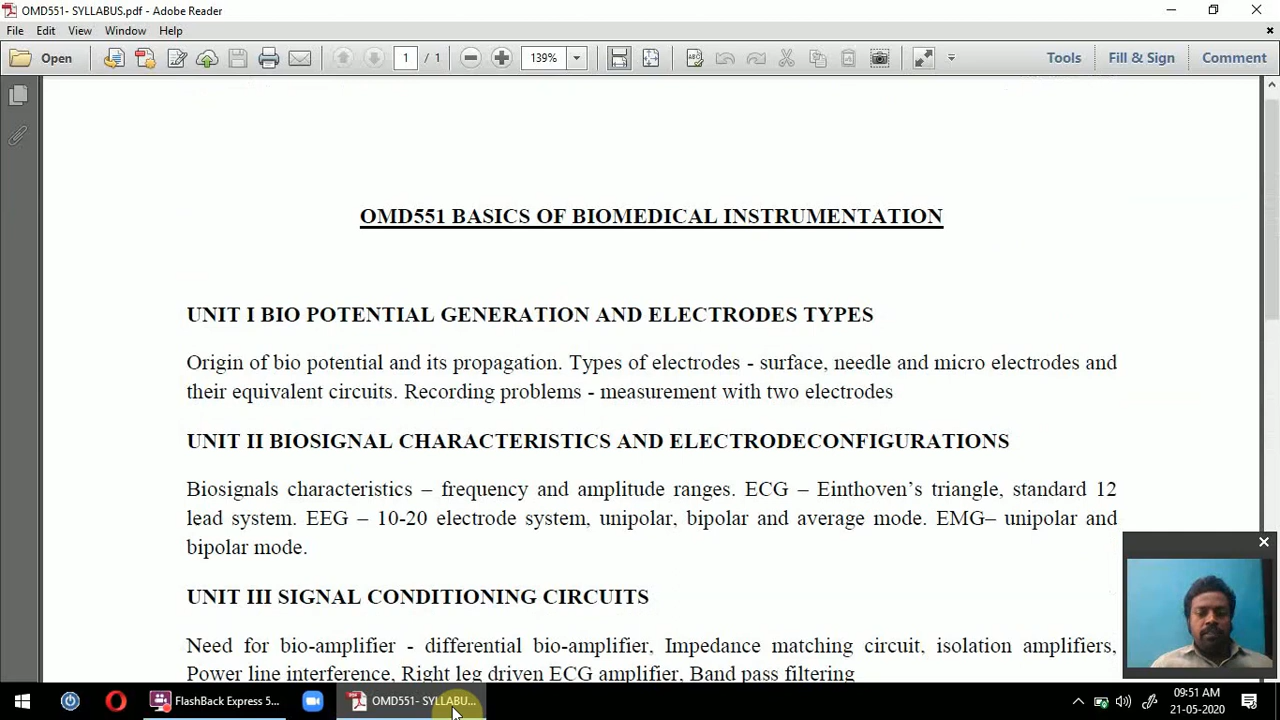 OMD551- SYLLABUS.pdf - Adobe Reader
File Edit View Window Help
Open 1 / 1 139% Tools Fill & Sign Comment
OMD551 BASICS OF BIOMEDICAL INSTRUMENTATION
UNIT I BIO POTENTIAL GENERATION AND ELECTRODES TYPES
Origin of bio potential and its propagation. Types of electrodes - surface, needle and micro electrodes and
their equivalent circuits. Recording problems - measurement with two electrodes
UNIT II BIOSIGNAL CHARACTERISTICS AND ELECTRODECONFIGURATIONS
Biosignals characteristics – frequency and amplitude ranges. ECG – Einthoven’s triangle, standard 12
lead system. EEG – 10-20 electrode system, unipolar, bipolar and average mode. EMG– unipolar and
bipolar mode.
UNIT III SIGNAL CONDITIONING CIRCUITS
Need for bio-amplifier - differential bio-amplifier, Impedance matching circuit, isolation amplifiers,
Power line interference, Right leg driven ECG amplifier, Band pass filtering
FlashBack Express 5... OMD551- SYLLABU... 09:51 AM
21-05-2020